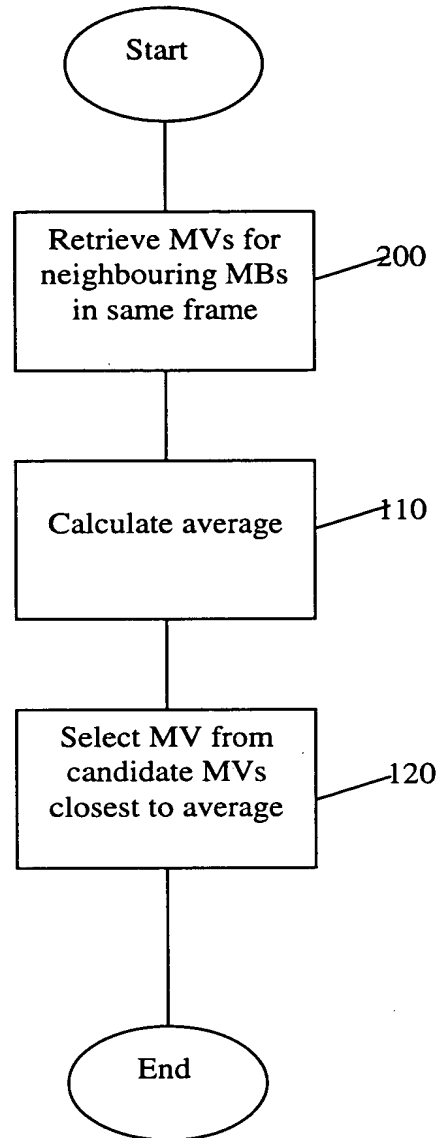 Start
Retrieve MVs for
neighbouring MBs
in same frame
200
Calculate average
110
Select MV from
candidate MVs
closest to average
120
End